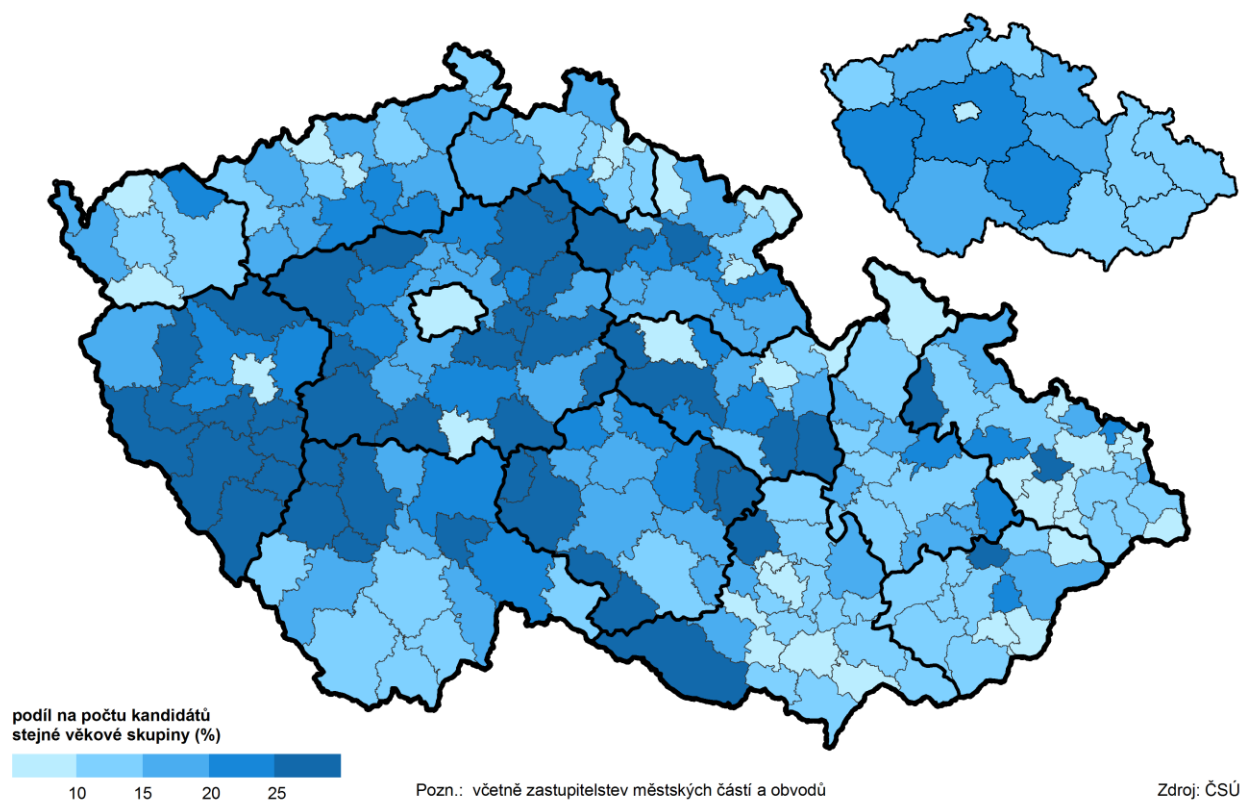 podíl na počtu kandidátů
stejné věkové skupiny (%)
10 15 20 25
Pozn.: včetně zastupitelstev městských částí a obvodů
Zdroj: ČSÚ